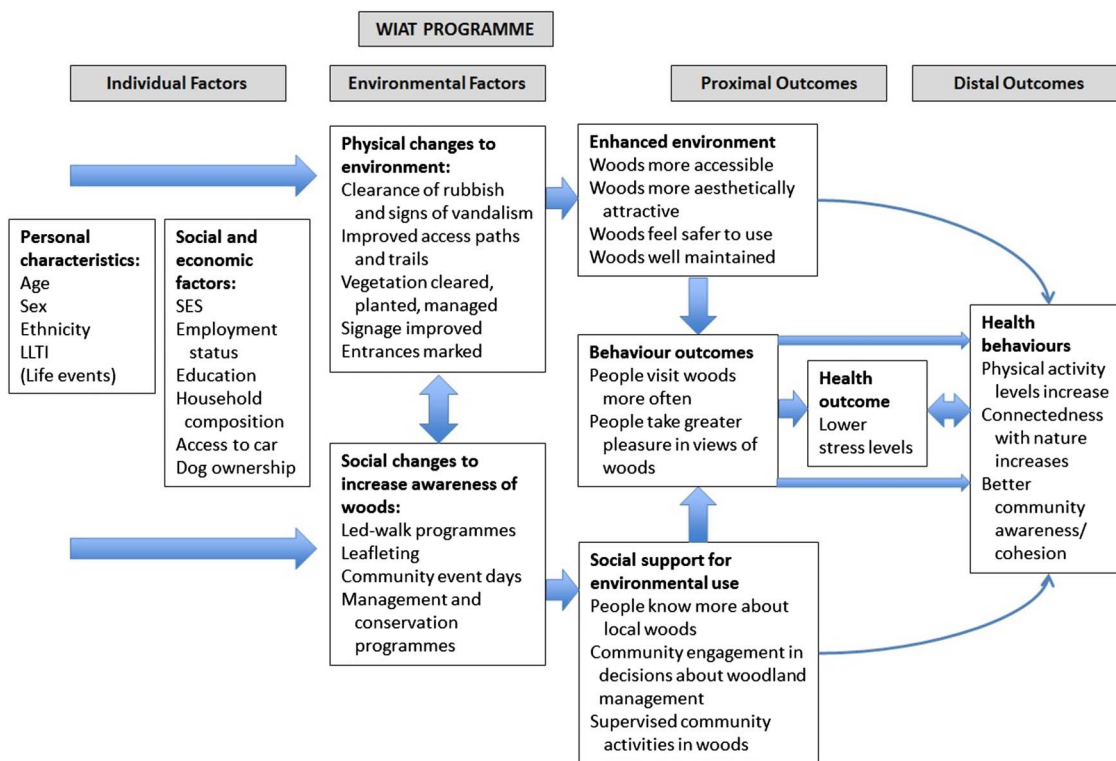 WIAT PROGRAMME
Individual Factors
Environmental Factors
Proximal Outcomes
Distal Outcomes
Personal
characteristics:
Age
Sex
Ethnicity
LLTI
(Life events)
Social and
economic
factors:
SES
Employment
status
Education
Household
composition
Access to car
Dog ownership
Physical changes to
environment:
Clearance of rubbish
and signs of vandalism
Improved access paths
and trails
Vegetation cleared,
planted, managed
Signage improved
Entrances marked
Social changes to
increase awareness of
woods:
Led-walk programmes
Leafleting
Community event days
Management and
conservation
programmes
Enhanced environment
Woods more accessible
Woods more aesthetically
attractive
Woods feel safer to use
Woods well maintained
Behaviour outcomes
People visit woods
more often
People take greater
pleasure in views of
woods
Social support for
environmental use
People know more about
local woods
Community engagement in
decisions about woodland
management
Supervised community
activities in woods
Health
outcome
Lower
stress levels
Health
behaviours
Physical activity
levels increase
Connectedness
with nature
increases
Better
community
awareness/
cohesion